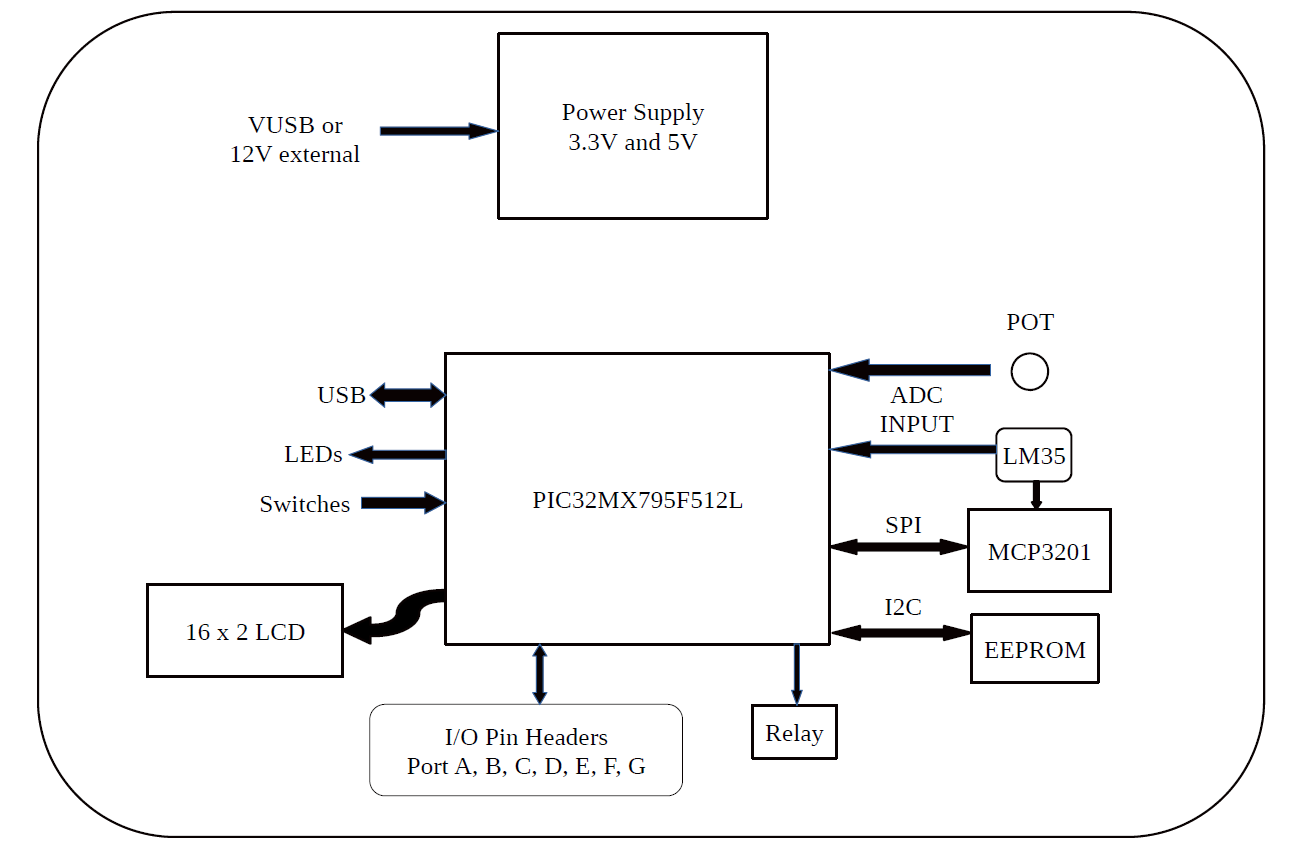 Power Supply
3.3V and 5V
VUSB or
12V external
POT
USB
ADC
INPUT
LEDs
LM35
Switches
PIC32MX795F512L
SPI
MCP3201
I2C
16 x 2 LCD
EEPROM
I/O Pin Headers
Port A, B, C, D, E, F, G
Relay